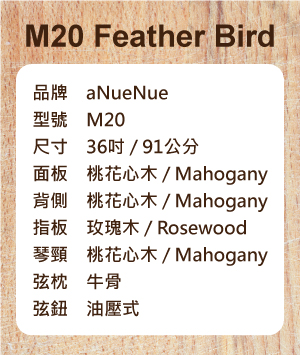 M20 Feather Bird
品牌 aNueNue
型號 M20
尺寸 36吋 / 91公分
面板 桃花心木 / Mahogany
背側 桃花心木 / Mahogany
指板 玫瑰木 / Rosewood
琴頸 桃花心木 / Mahogany
弦枕 牛骨
弦鈕 油壓式